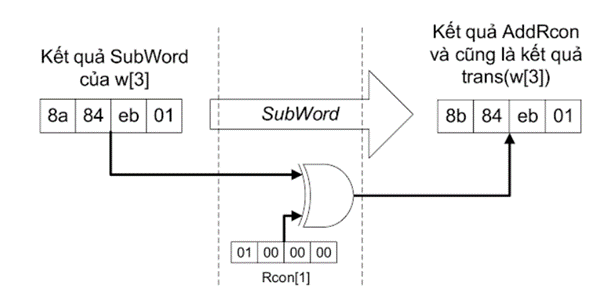 Kết quả SubWord
của w[3]
8a 84 eb 01
SubWord
Kết quả AddRcon
và cũng là kết quả
trans(w[3])
8b 84 eb 01
01 00 00 00
Rcon[1]